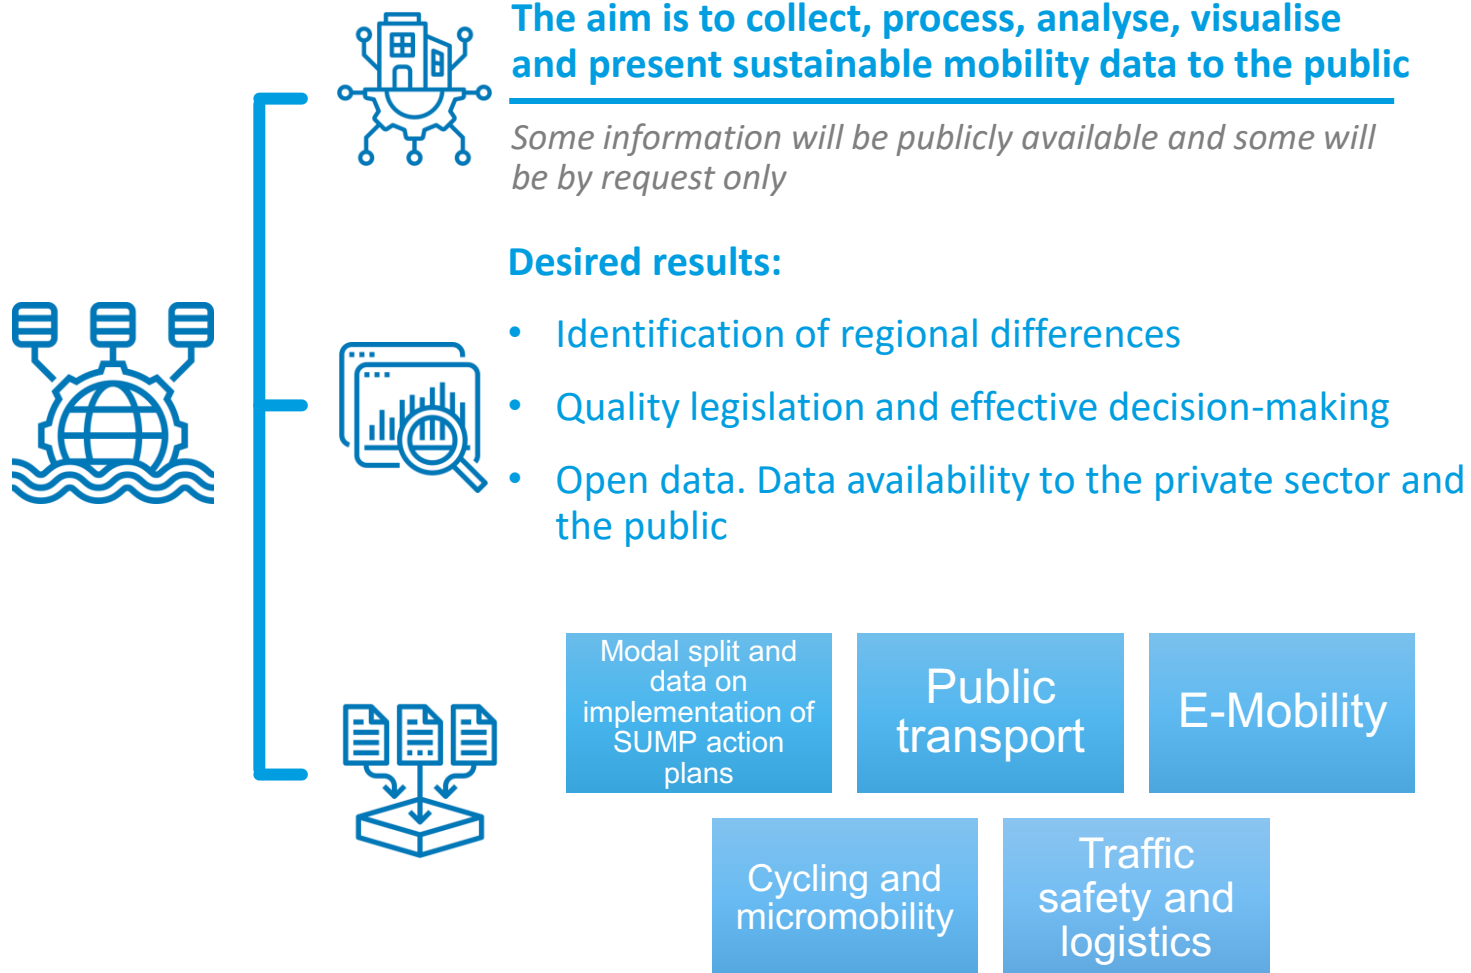 The aim is to collect, process, analyse, visualise
and present sustainable mobility data to the public
Some information will be publicly available and some will
be by request only
Desired results:
• Identification of regional differences
• Quality legislation and effective decision-making
• Open data. Data availability to the private sector and
the public
Modal split and
data on
implementation of
SUMP action
plans
Public
transport
E-Mobility
Cycling and
micromobility
Traffic
safety and
logistics